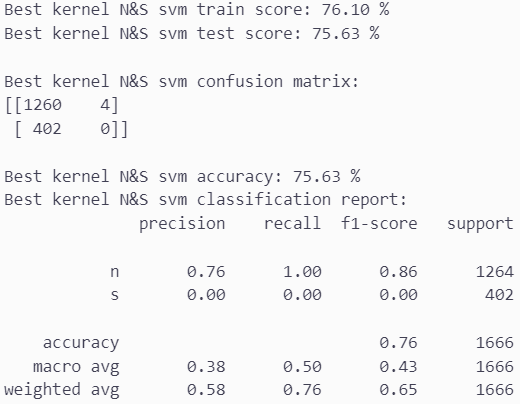 Best kernel N&S svm train score: 76.10 %
Best kernel N&S svm test score: 75.63 %
Best kernel N&S svm confusion matrix:
[[1260    4]
 [ 402    0]]
Best kernel N&S svm accuracy: 75.63 %
Best kernel N&S svm classification report:
              precision    recall  f1-score   support
           n       0.76      1.00      0.86      1264
           s       0.00      0.00      0.00       402
    accuracy                           0.76      1666
   macro avg       0.38      0.50      0.43      1666
weighted avg       0.58      0.76      0.65      1666